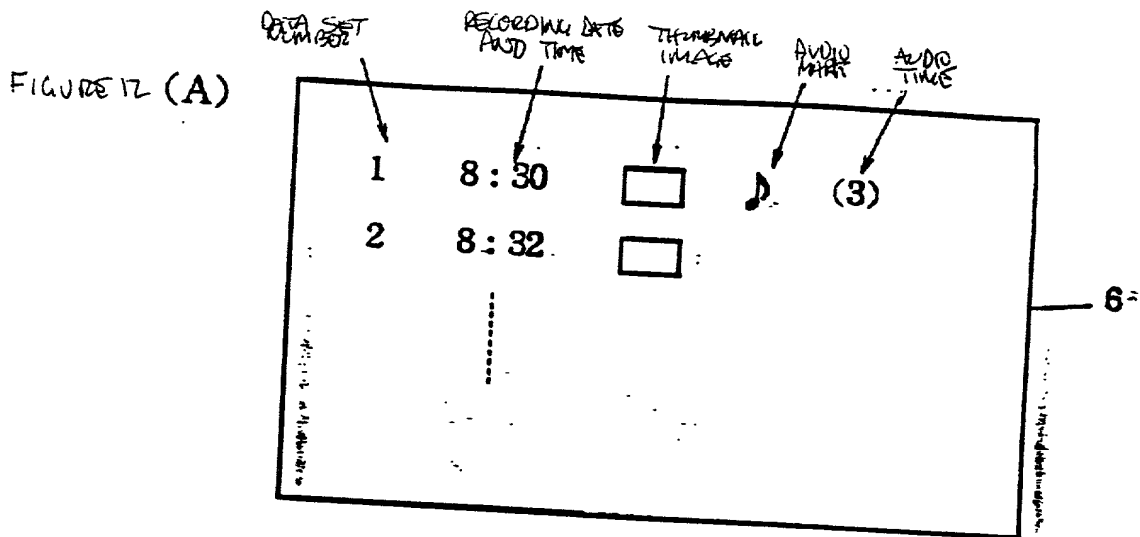 DATA SET
NUMBER
RECORDING DATE
AND TIME
THUMBNAIL
IMAGE
AUDIO
MARK
AUDIO
TIME
FIGURE 12 (A)
1 8:30 ♪ (3)
2 8:32
6